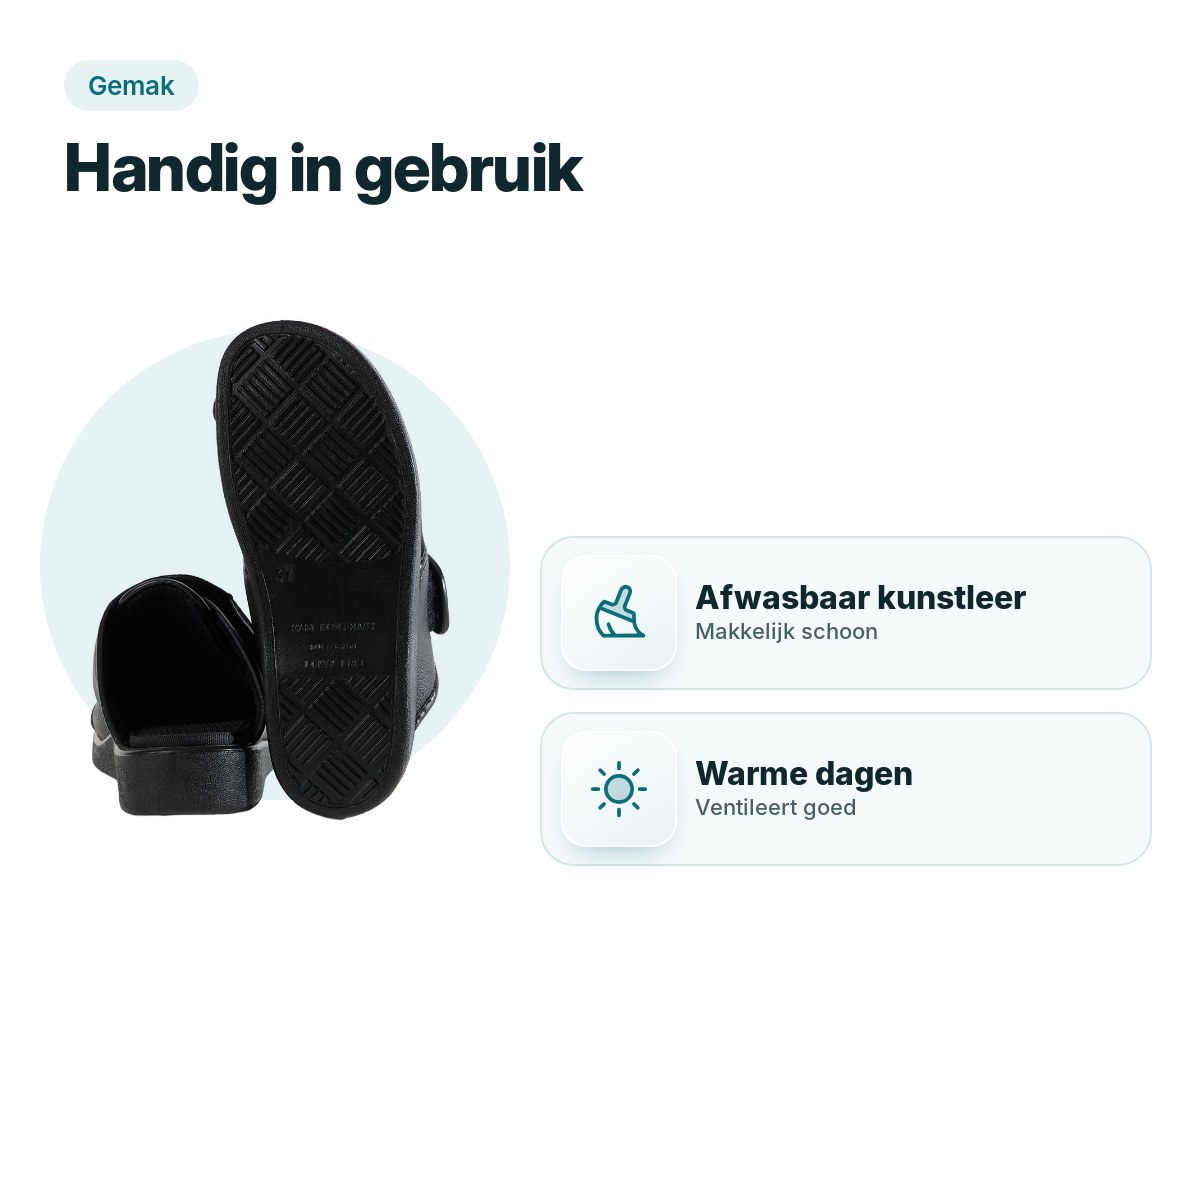 Gemak
Handig in gebruik
Afwasbaar kunstleer
Makkelijk schoon
Warme dagen
Ventileert goed